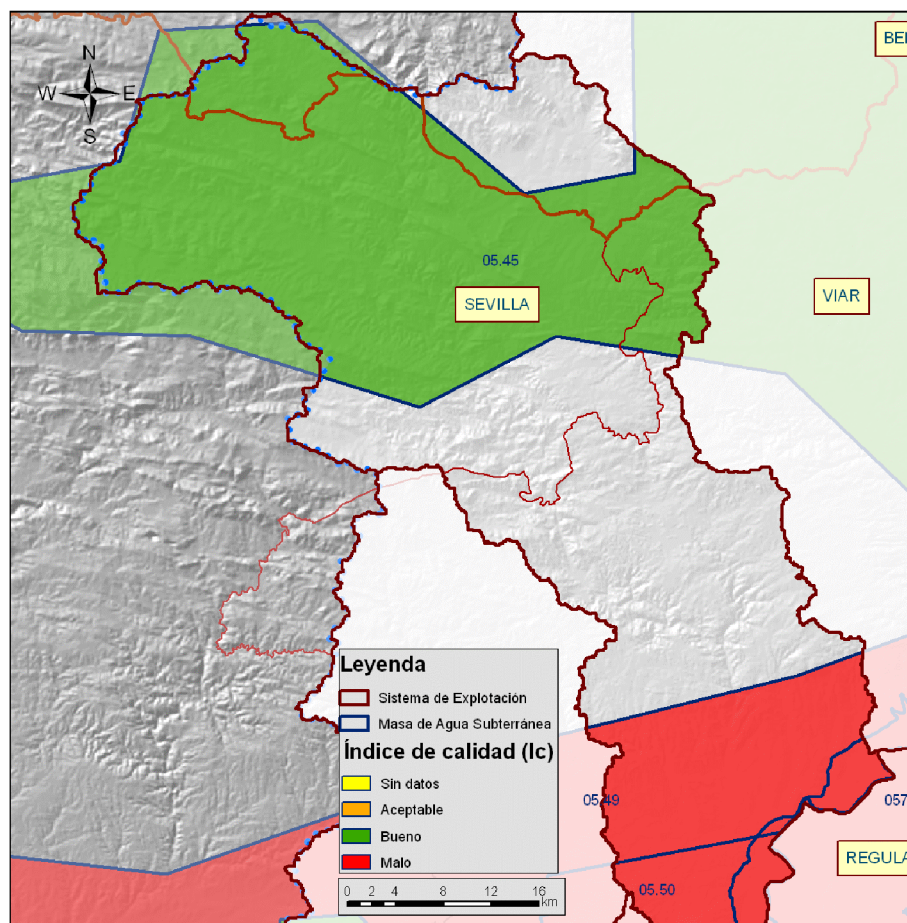 BE
N
W E
S
05.45
SEVILLA
VIAR
Leyenda
Sistema de Explotación
Masa de Agua Subterránea
Índice de calidad (Ic)
Sin datos
Aceptable
Bueno
Malo
0 2 4 8 12 16
km
05.49
057
REGULA
05.50